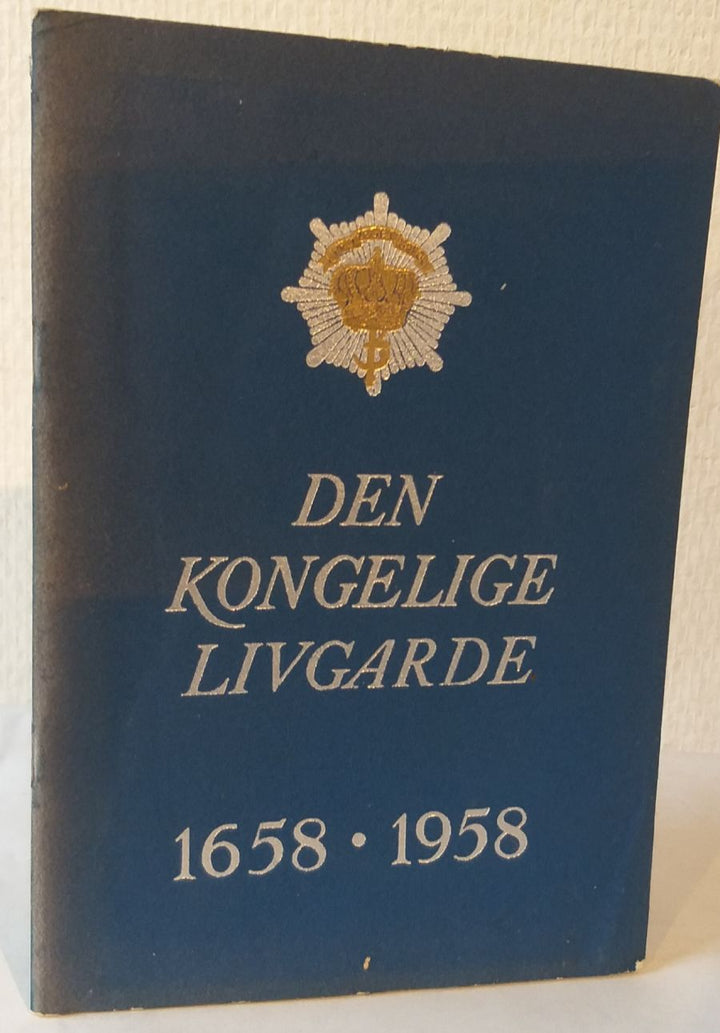 DEN
KONGELIGE
LIVGARDE
1658 • 1958